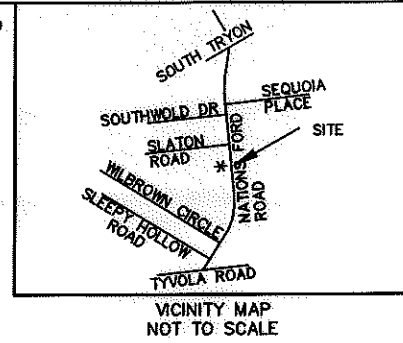 SOUTH TRYON
SEQUOIA
PLACE
SOUTHWOLD DR
SLATON
ROAD
NATIONS FORD
ROAD
SITE
*
WILBROWN CIRCLE
SLEEPY HOLLOW
ROAD
TYVOLA ROAD
VICINITY MAP
NOT TO SCALE